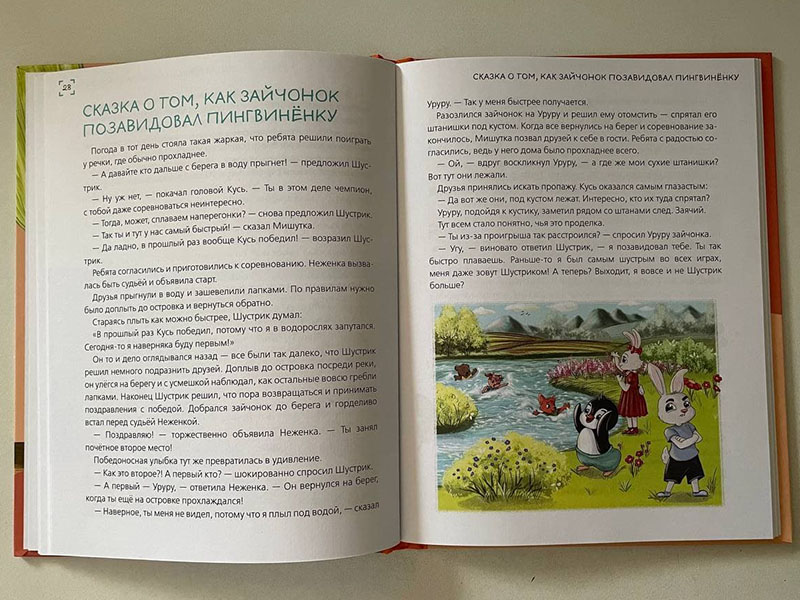 28
СКАЗКА О ТОМ, КАК ЗАЙЧОНОК
ПОЗАВИДОВАЛ ПИНГВИНЁНКУ
Погода в тот день стояла такая жаркая, что ребята решили поиграть
у речки, где обычно прохладнее.
— А давайте кто дальше с берега в воду прыгнет! — предложил Шуст-
рик.
— Ну уж нет, — покачал головой Кусь. — Ты в этом деле чемпион,
с тобой даже соревноваться неинтересно.
— Тогда, может, сплаваем наперегонки? — снова предложил Шустрик.
— Так ты и тут у нас самый быстрый! — сказал Мишутка.
— Да ладно, в прошлый раз вообще Кусь победил! — возразил Шус-
трик.
Ребята согласились и приготовились к соревнованию. Неженка вызва-
лась быть судьёй и объявила старт.
Друзья прыгнули в воду и зашевелили лапками. По правилам нужно
было доплыть до островка и вернуться обратно.
Стараясь плыть как можно быстрее, Шустрик думал:
«В прошлый раз Кусь победил, потому что я в водорослях запутался.
Сегодня-то я наверняка буду первым!»
Он то и дело оглядывался назад — все были так далеко, что Шустрик
решил немного подразнить друзей. Доплыв до островка посреди реки,
он улёгся на берегу и с усмешкой наблюдал, как остальные вовсю гребли
лапками. Наконец Шустрик решил, что пора возвращаться и принимать
поздравления с победой. Добрался зайчонок до берега и горделиво
встал перед судьёй Неженкой.
— Поздравляю! — торжественно объявила Неженка. — Ты занял
почётное второе место!
Победоносная улыбка тут же превратилась в удивление.
— Как это второе?! А первый кто? — шокированно спросил Шустрик.
— А первый — Уруру, — ответила Неженка. — Он вернулся на берег,
когда ты ещё на островке прохлаждался!
— Наверное, ты меня не видел, потому что я плыл под водой, — сказал
СКАЗКА О ТОМ, КАК ЗАЙЧОНОК ПОЗАВИДОВАЛ ПИНГВИНЁНКУ
Уруру. — Так у меня быстрее получается.
Разозлился зайчонок на Уруру и решил ему отомстить — спрятал его
штанишки под кустом. Когда все вернулись на берег и соревнование за-
кончилось, Мишутка позвал друзей к себе в гости. Ребята с радостью со-
гласились, ведь у него дома было прохладнее всего.
— Ой, — вдруг воскликнул Уруру, — а где же мои сухие штанишки?
Вот тут они лежали.
Друзья принялись искать пропажу. Кусь оказался самым глазастым:
— Да вот же они, под кустом лежат. Интересно, кто их туда спрятал?
Уруру, подойдя к кустику, заметил рядом со штанами след. Заячий.
Тут всем стало понятно, чья это проделка.
— Ты из-за проигрыша так расстроился? — спросил Уруру зайчонка.
— Угу, — виновато ответил Шустрик, — я позавидовал тебе. Ты так
быстро плаваешь. Раньше-то я был самым шустрым во всех играх,
меня даже зовут Шустриком! А теперь? Выходит, я вовсе и не Шустрик
больше?